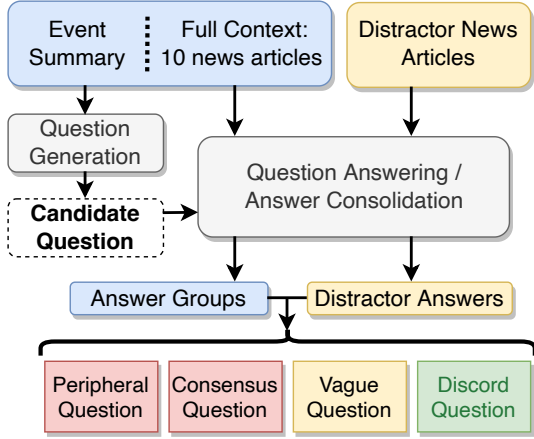 Event
Summary
Full Context:
10 news articles
Distractor News
Articles
Question
Generation
Question Answering /
Answer Consolidation
Candidate
Question
Answer Groups
Distractor Answers
Peripheral
Question
Consensus
Question
Vague
Question
Discord
Question